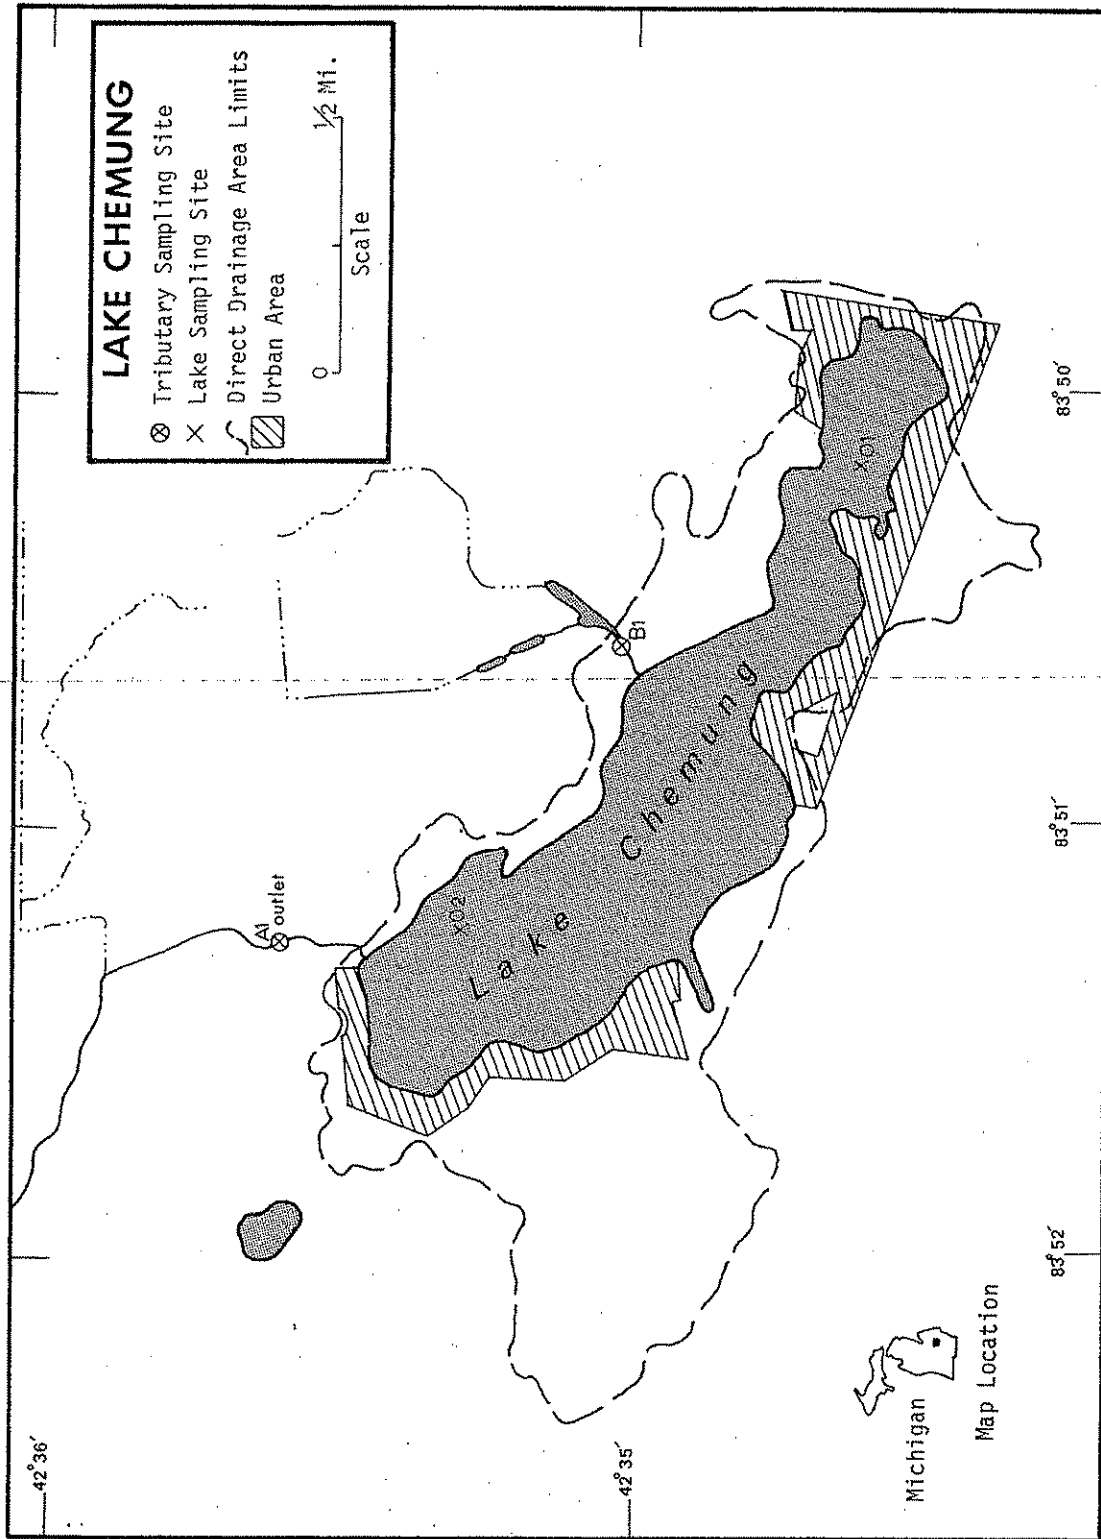 LAKE CHEMUNG
Tributary Sampling Site
Lake Sampling Site
Direct Drainage Area Limits
Urban Area
0 1/2 Mi.
Scale
42°36′
42°35′
A1
outlet
B1
X02
X01
Lake Chemung
83°52′
83°51′
83°50′
Michigan
Map Location